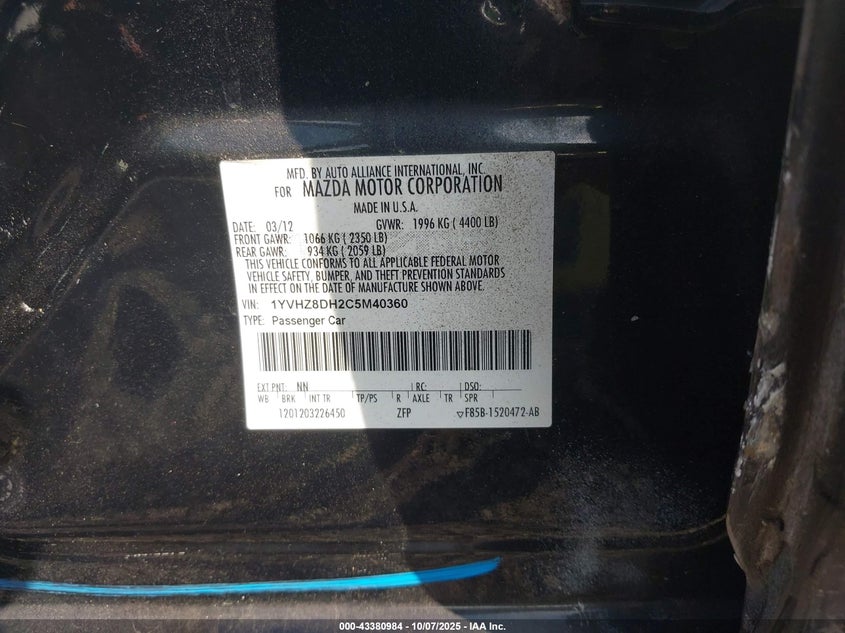 MFD. BY AUTO ALLIANCE INTERNATIONAL, INC.
FOR MAZDA MOTOR CORPORATION
MADE IN U.S.A.
DATE: 03/12 GVWR: 1996 KG ( 4400 LB)
FRONT GAWR: 1066 KG ( 2350 LB)
REAR GAWR: 934 KG ( 2059 LB)
THIS VEHICLE CONFORMS TO ALL APPLICABLE FEDERAL MOTOR
VEHICLE SAFETY, BUMPER, AND THEFT PREVENTION STANDARDS
IN EFFECT ON THE DATE OF MANUFACTURE SHOWN ABOVE.
VIN: 1YVHZ8DH2C5M40360
TYPE: Passenger Car
EXT PNT: NN RC: DSO:
WB BRK INT TR TP/PS R AXLE TR SPR
1201203226450 ZFP F85B-1520472-AB
000-43380984 | 10/07/2025 | IAA Inc.